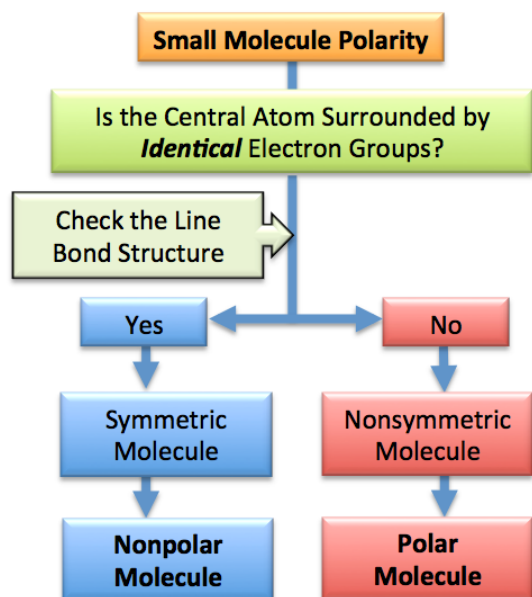 Small Molecule Polarity
Is the Central Atom Surrounded by
Identical Electron Groups?
Check the Line
Bond Structure
Yes
No
Symmetric
Molecule
Nonsymmetric
Molecule
Nonpolar
Molecule
Polar
Molecule